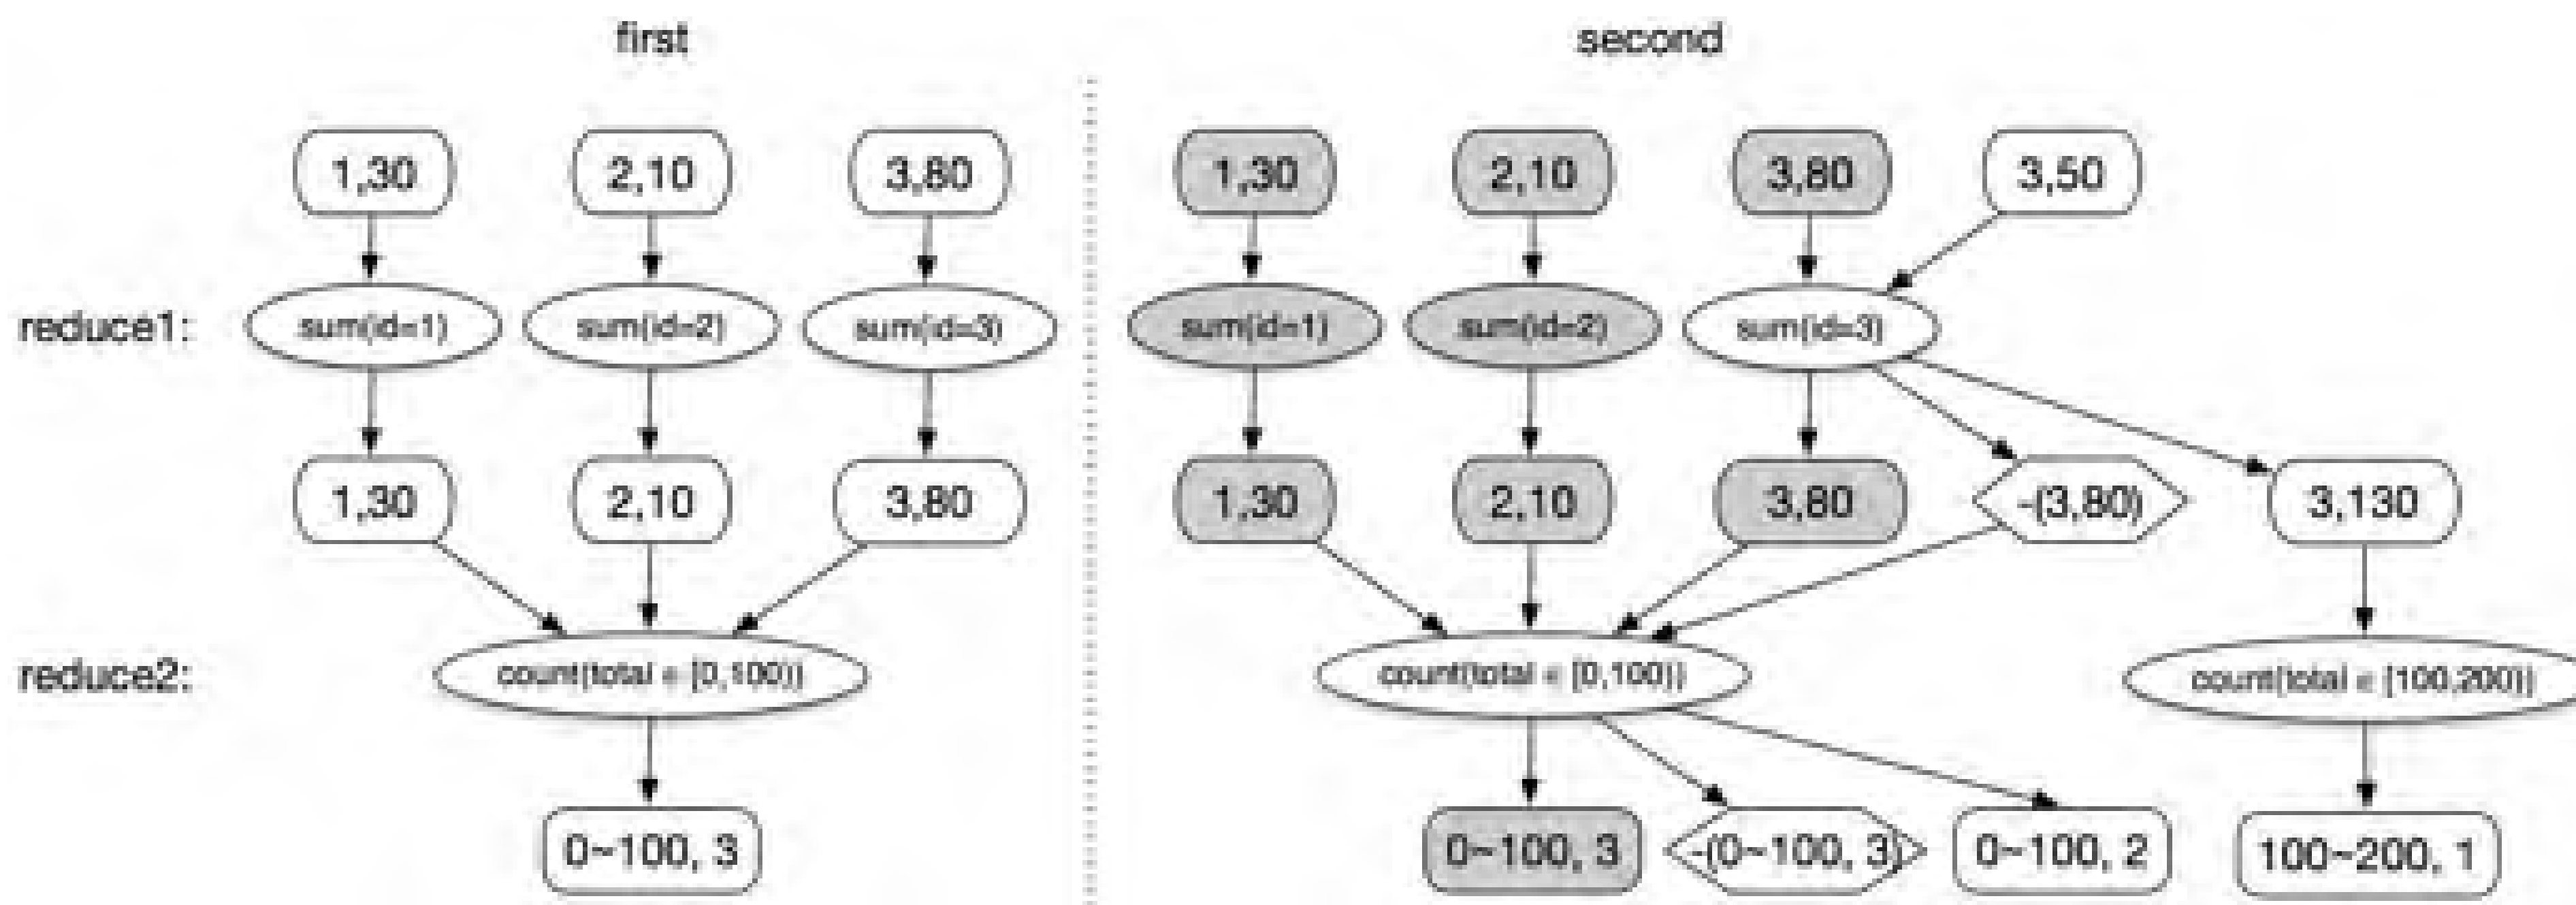 first second
1,30 2,10 3,80 1,30 2,10 3,80 3,50
reduce1: sum(id=1) sum(id=2) sum(id=3) sum(id=1) sum(id=2) sum(id=3)
1,30 2,10 3,80 1,30 2,10 3,80 -(3,80) 3,130
reduce2: count(total ∈ [0,100)) count(total ∈ [0,100)) count(total ∈ [100,200))
0~100, 3 0~100, 3 -(0~100, 3) 0~100, 2 100~200, 1